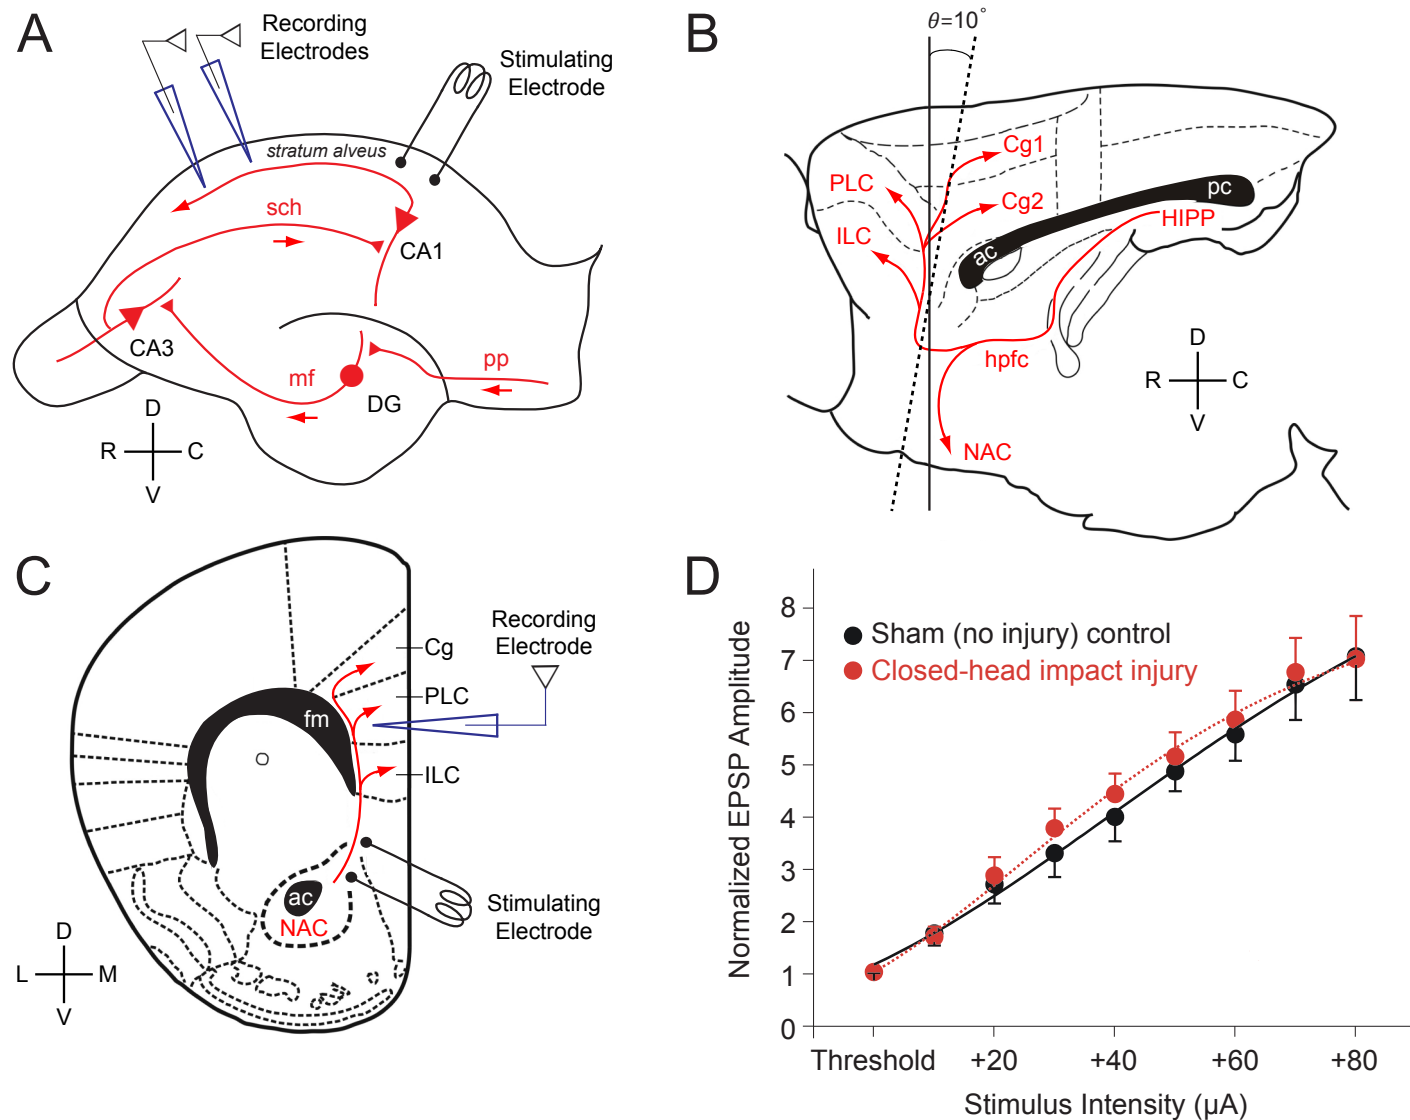 A
Recording
Electrodes
Stimulating
Electrode
stratum alveus
sch
CA1
CA3
mf
DG
pp
D
R
C
V
B
θ=10°
Cg1
PLC
Cg2
ILC
pc
HIPP
ac
hpfc
NAC
D
R
C
V
C
Recording
Electrode
Cg
PLC
fm
ILC
ac
NAC
Stimulating
Electrode
D
L
M
V
D
Normalized EPSP Amplitude
8
7
6
5
4
3
2
1
0
Sham (no injury) control
Closed-head impact injury
Threshold +20 +40 +60 +80
Stimulus Intensity (µA)